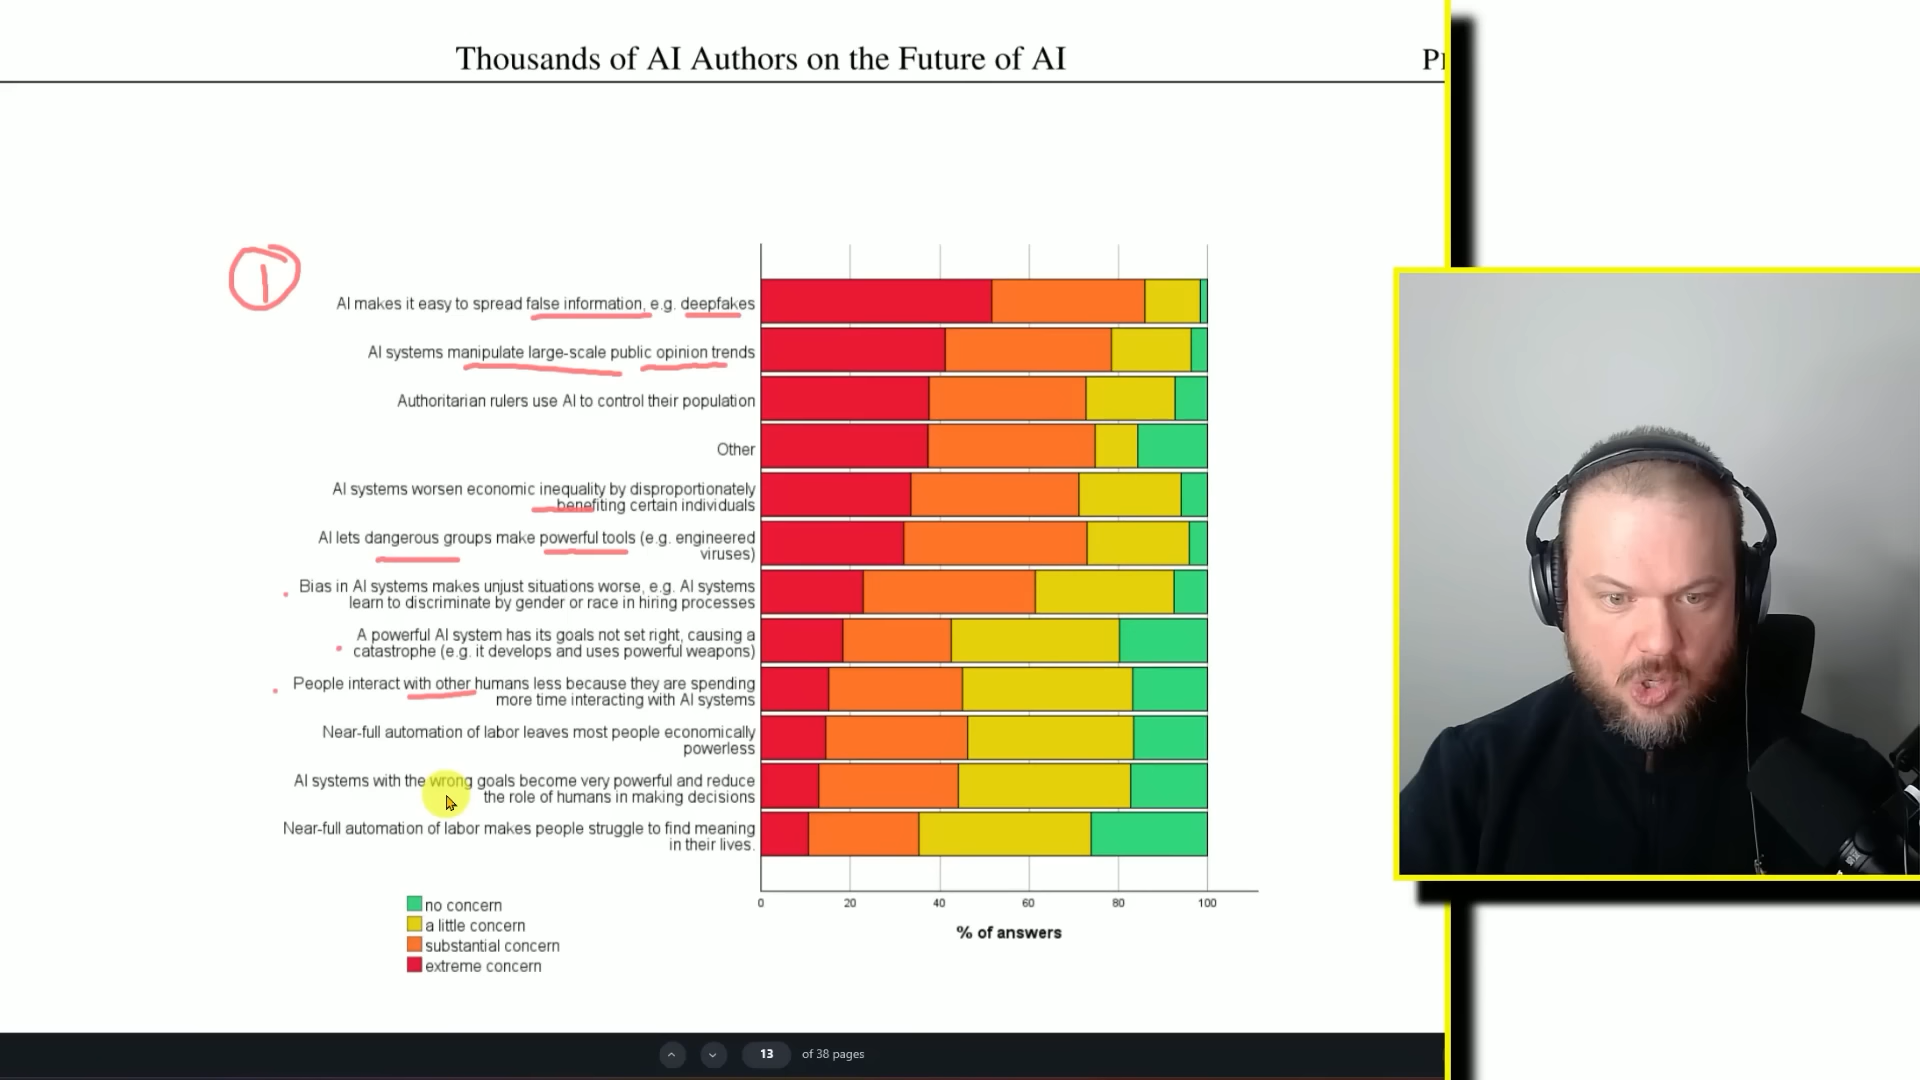 Thousands of AI Authors on the Future of AI
1
AI makes it easy to spread false information, e.g. deepfakes
AI systems manipulate large-scale public opinion trends
Authoritarian rulers use AI to control their population
Other
AI systems worsen economic inequality by disproportionately
benefiting certain individuals
AI lets dangerous groups make powerful tools (e.g. engineered
viruses)
Bias in AI systems makes unjust situations worse, e.g. AI systems
learn to discriminate by gender or race in hiring processes
A powerful AI system has its goals not set right, causing a
catastrophe (e.g. it develops and uses powerful weapons)
People interact with other humans less because they are spending
more time interacting with AI systems
Near-full automation of labor leaves most people economically
powerless
AI systems with the wrong goals become very powerful and reduce
the role of humans in making decisions
Near-full automation of labor makes people struggle to find meaning
in their lives.
0 20 40 60 80 100
% of answers
no concern
a little concern
substantial concern
extreme concern
13 of 38 pages